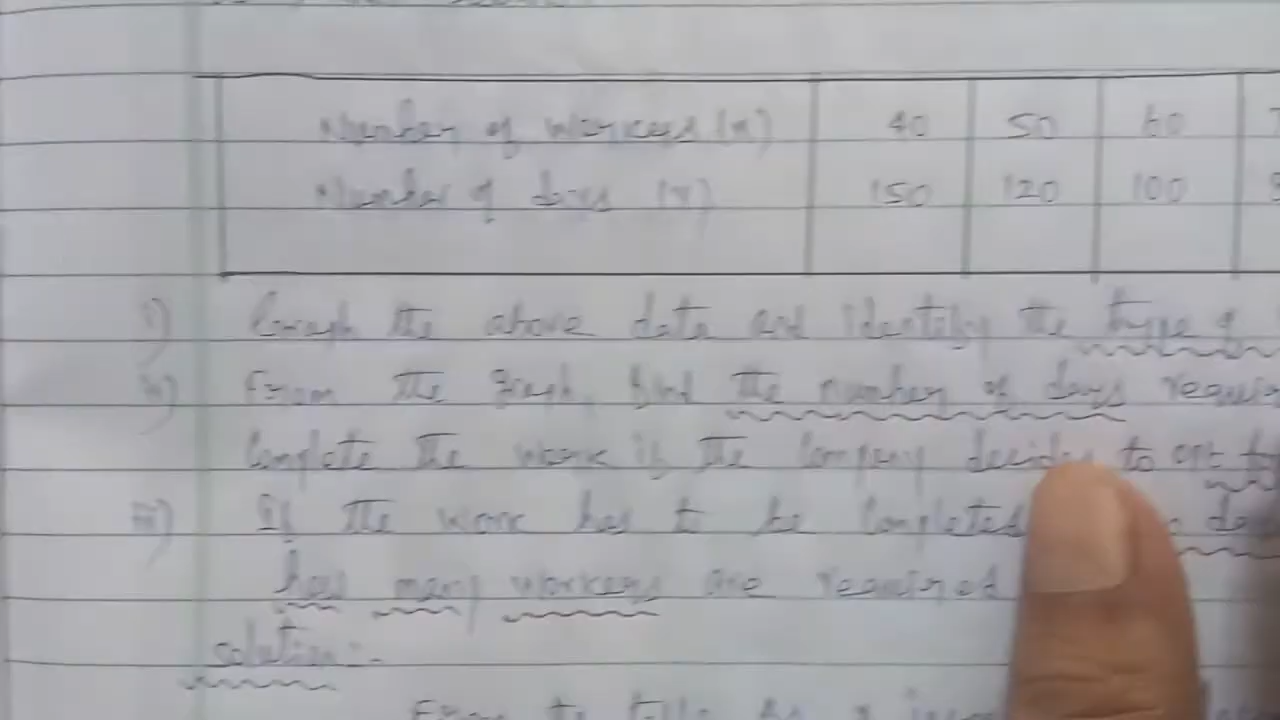 Number of workers (x) 40 50 60
Number of days (y) 150 120 100
i) Graph the above data and identify the type of
ii) From the graph, find the number of days
Complete the work if the company decides to opt
iii) If the work has to be completed
how many workers are required
Solution:-
From